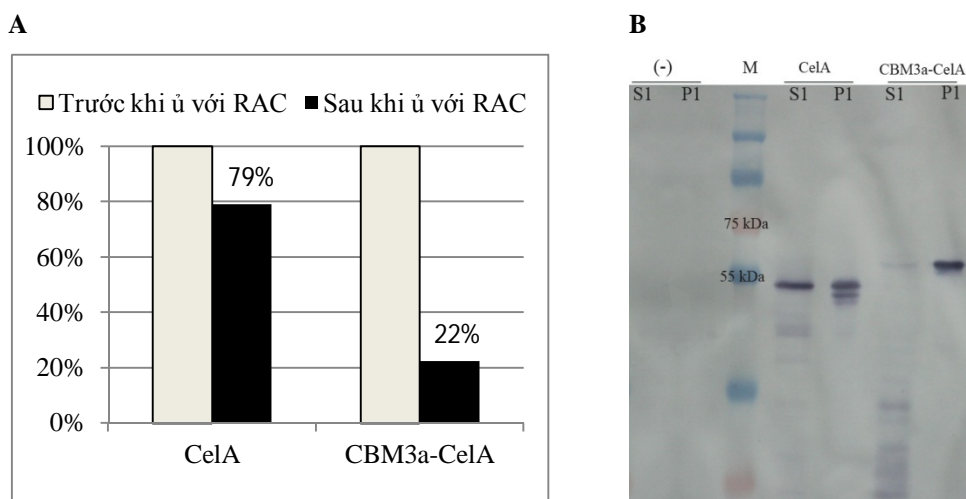 A
Trước khi ủ với RAC
Sau khi ủ với RAC
100%
80%
60%
40%
20%
0%
79%
22%
CelA
CBM3a-CelA
B
(-)
M
CelA
CBM3a-CelA
S1
P1
S1
P1
S1
P1
75 kDa
55 kDa